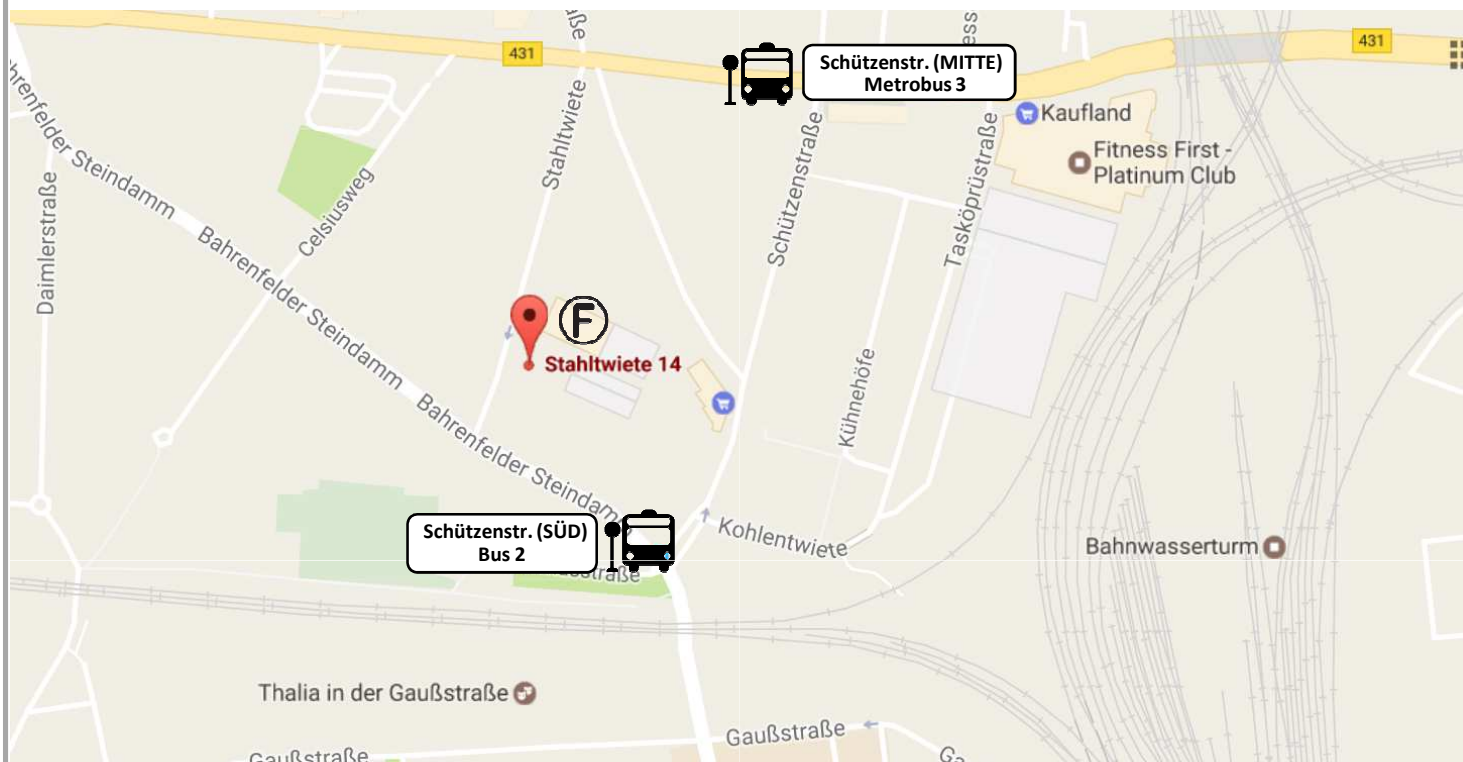 431
431
Schützenstr. (MITTE)
Metrobus 3
Kaufland
Fitness First -
Platinum Club
Stahltwiete
Schützenstraße
Tasköprüstraße
Celsiusweg
Daimlerstraße
Bahrenfelder Steindamm
Bahrenfelder Steindamm
Bahrenfelder Steindamm
F
Stahltwiete 14
Kühnehöfe
Schützenstr. (SÜD)
Bus 2
Kohlentwiete
Bahnwasserturm
Thalia in der Gaußstraße
Gaußstraße
Gaußstraße